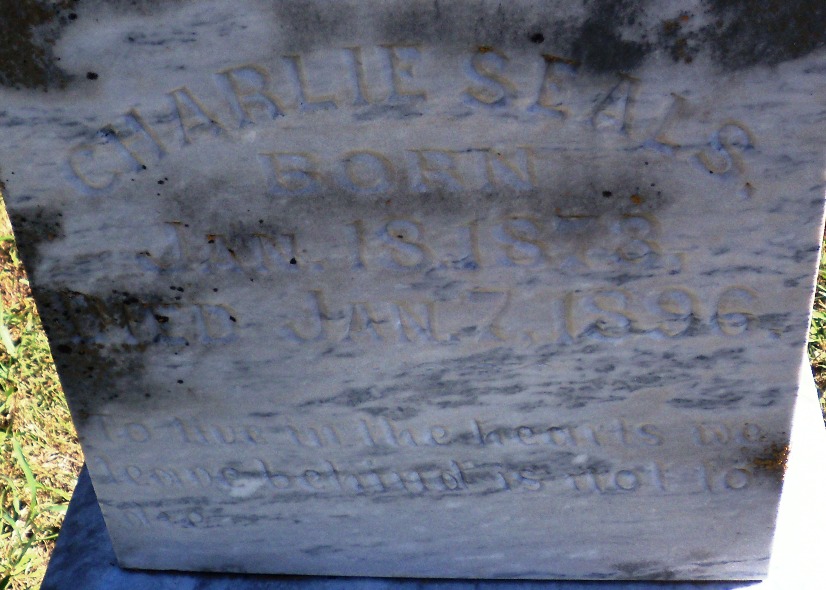 CHARLIE SEALS.
BORN
JAN. 18, 1873.
DIED JAN. 7, 1896.
To live in the hearts we
leave behind is not to
die